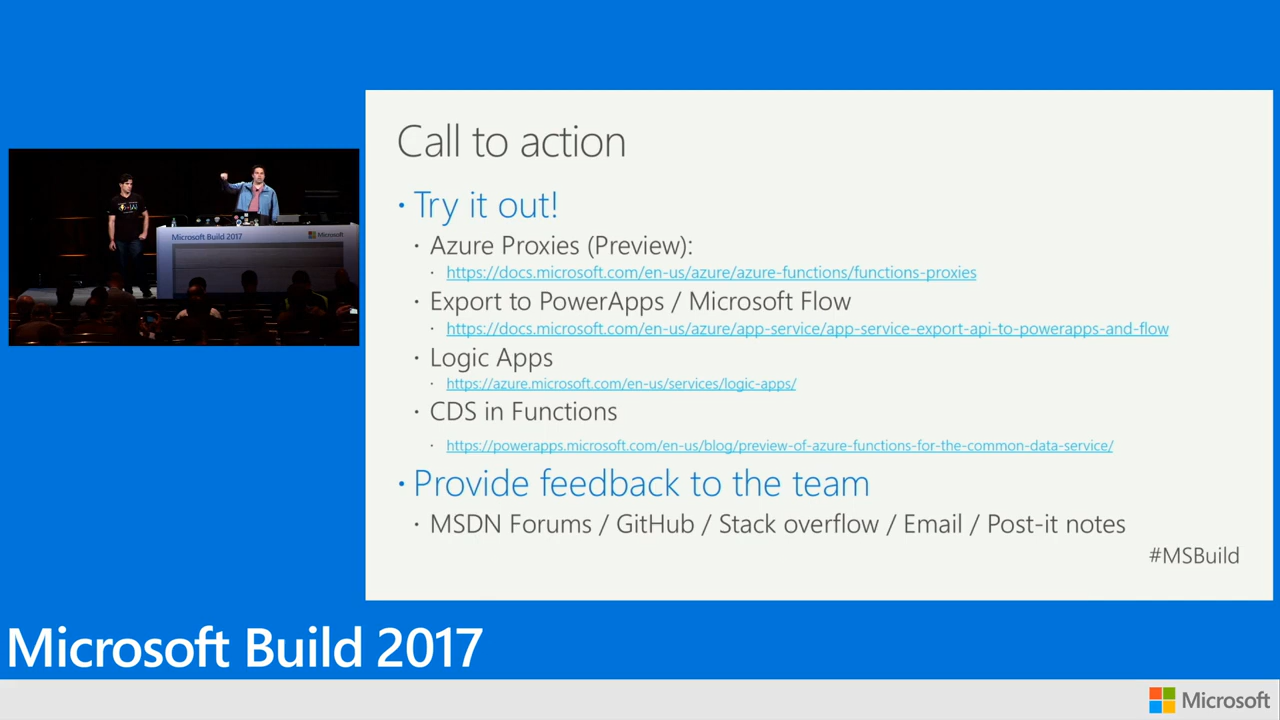 Call to action
• Try it out!
• Azure Proxies (Preview):
• https://docs.microsoft.com/en-us/azure/azure-functions/functions-proxies
• Export to PowerApps / Microsoft Flow
• https://docs.microsoft.com/en-us/azure/app-service/app-service-export-api-to-powerapps-and-flow
• Logic Apps
• https://azure.microsoft.com/en-us/services/logic-apps/
• CDS in Functions
• https://powerapps.microsoft.com/en-us/blog/preview-of-azure-functions-for-the-common-data-service/
• Provide feedback to the team
• MSDN Forums / GitHub / Stack overflow / Email / Post-it notes
#MSBuild
Microsoft Build 2017
Microsoft
Microsoft Build 2017
Microsoft